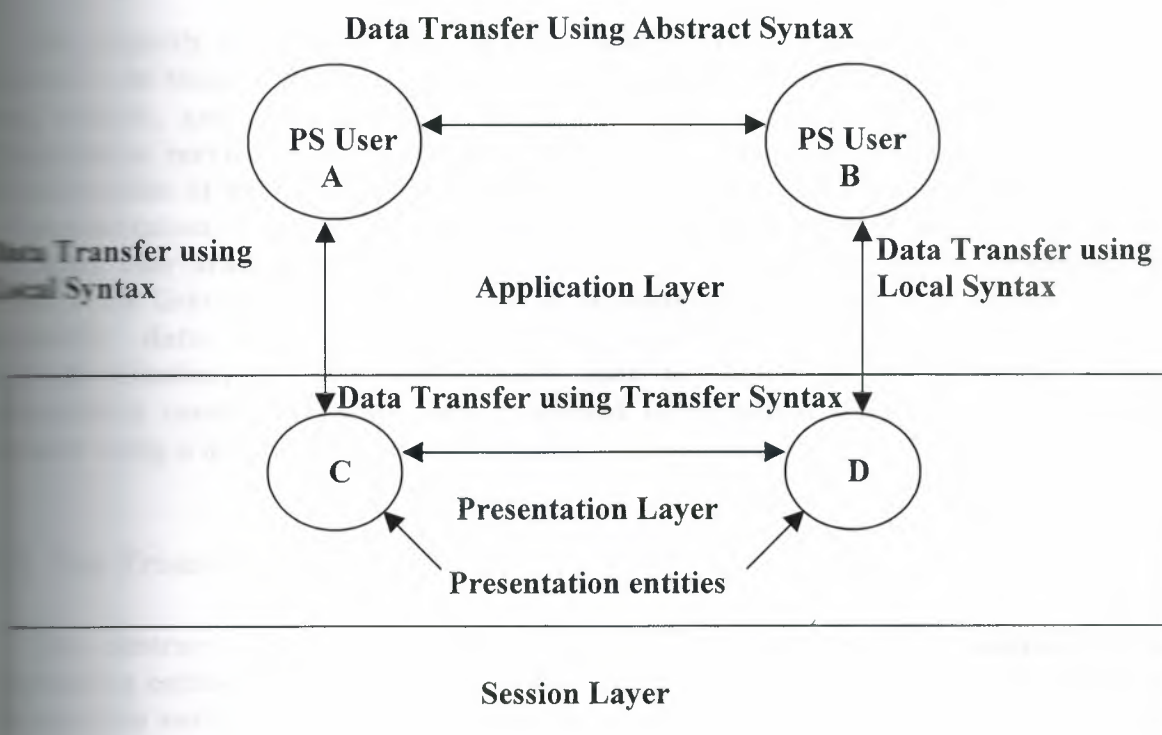 Data Transfer Using Abstract Syntax
PS User
A
PS User
B
Transfer using
Syntax
Data Transfer using
Local Syntax
Application Layer
Data Transfer using Transfer Syntax
C
D
Presentation Layer
Presentation entities
Session Layer